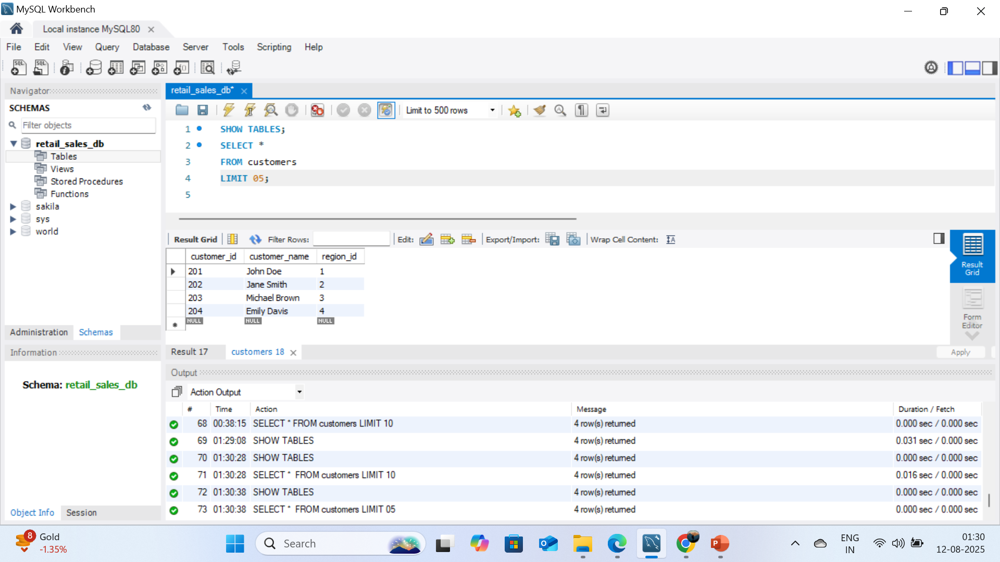 MySQL Workbench
Local instance MySQL80
File Edit View Query Database Server Tools Scripting Help
Navigator
SCHEMAS
Filter objects
retail_sales_db
Tables
Views
Stored Procedures
Functions
sakila
sys
world
Administration Schemas
Information
Schema: retail_sales_db
Object Info Session
retail_sales_db*
Limit to 500 rows
1 SHOW TABLES;
2 SELECT *
3 FROM customers
4 LIMIT 05;
5
Result Grid Filter Rows: Edit: Export/Import: Wrap Cell Content:
customer_id customer_name region_id
201 John Doe 1
202 Jane Smith 2
203 Michael Brown 3
204 Emily Davis 4
NULL NULL NULL
Result Grid
Form Editor
Result 17 customers 18 Apply
Output
Action Output
# Time Action Message Duration / Fetch
68 00:38:15 SELECT * FROM customers LIMIT 10 4 row(s) returned 0.000 sec / 0.000 sec
69 01:29:08 SHOW TABLES 4 row(s) returned 0.031 sec / 0.000 sec
70 01:30:28 SHOW TABLES 4 row(s) returned 0.000 sec / 0.000 sec
71 01:30:28 SELECT *  FROM customers LIMIT 10 4 row(s) returned 0.016 sec / 0.000 sec
72 01:30:38 SHOW TABLES 4 row(s) returned 0.000 sec / 0.000 sec
73 01:30:38 SELECT *  FROM customers LIMIT 05 4 row(s) returned 0.000 sec / 0.000 sec
8 Gold
-1.35%
Search
ENG
IN
01:30
12-08-2025